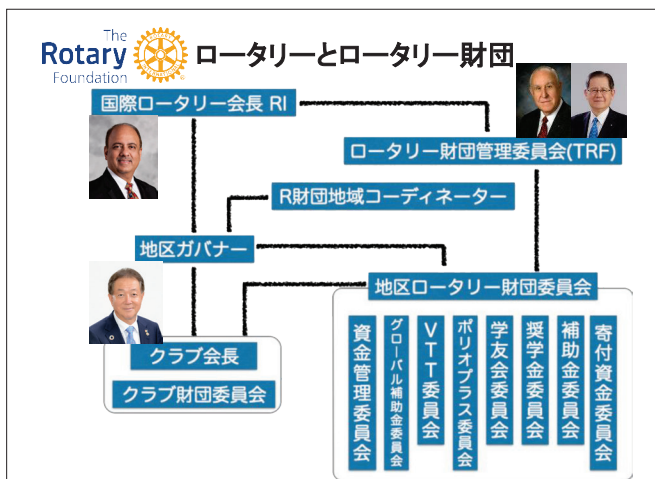 The
Rotary
Foundation
ロータリーとロータリー財団
国際ロータリー会長 RI
ロータリー財団管理委員会(TRF)
R財団地域コーディネーター
地区ガバナー
地区ロータリー財団委員会
クラブ会長
クラブ財団委員会
資金管理委員会
グローバル補助金委員会
VTT委員会
ポリオプラス委員会
学友会委員会
奨学金委員会
補助金委員会
寄付資金委員会